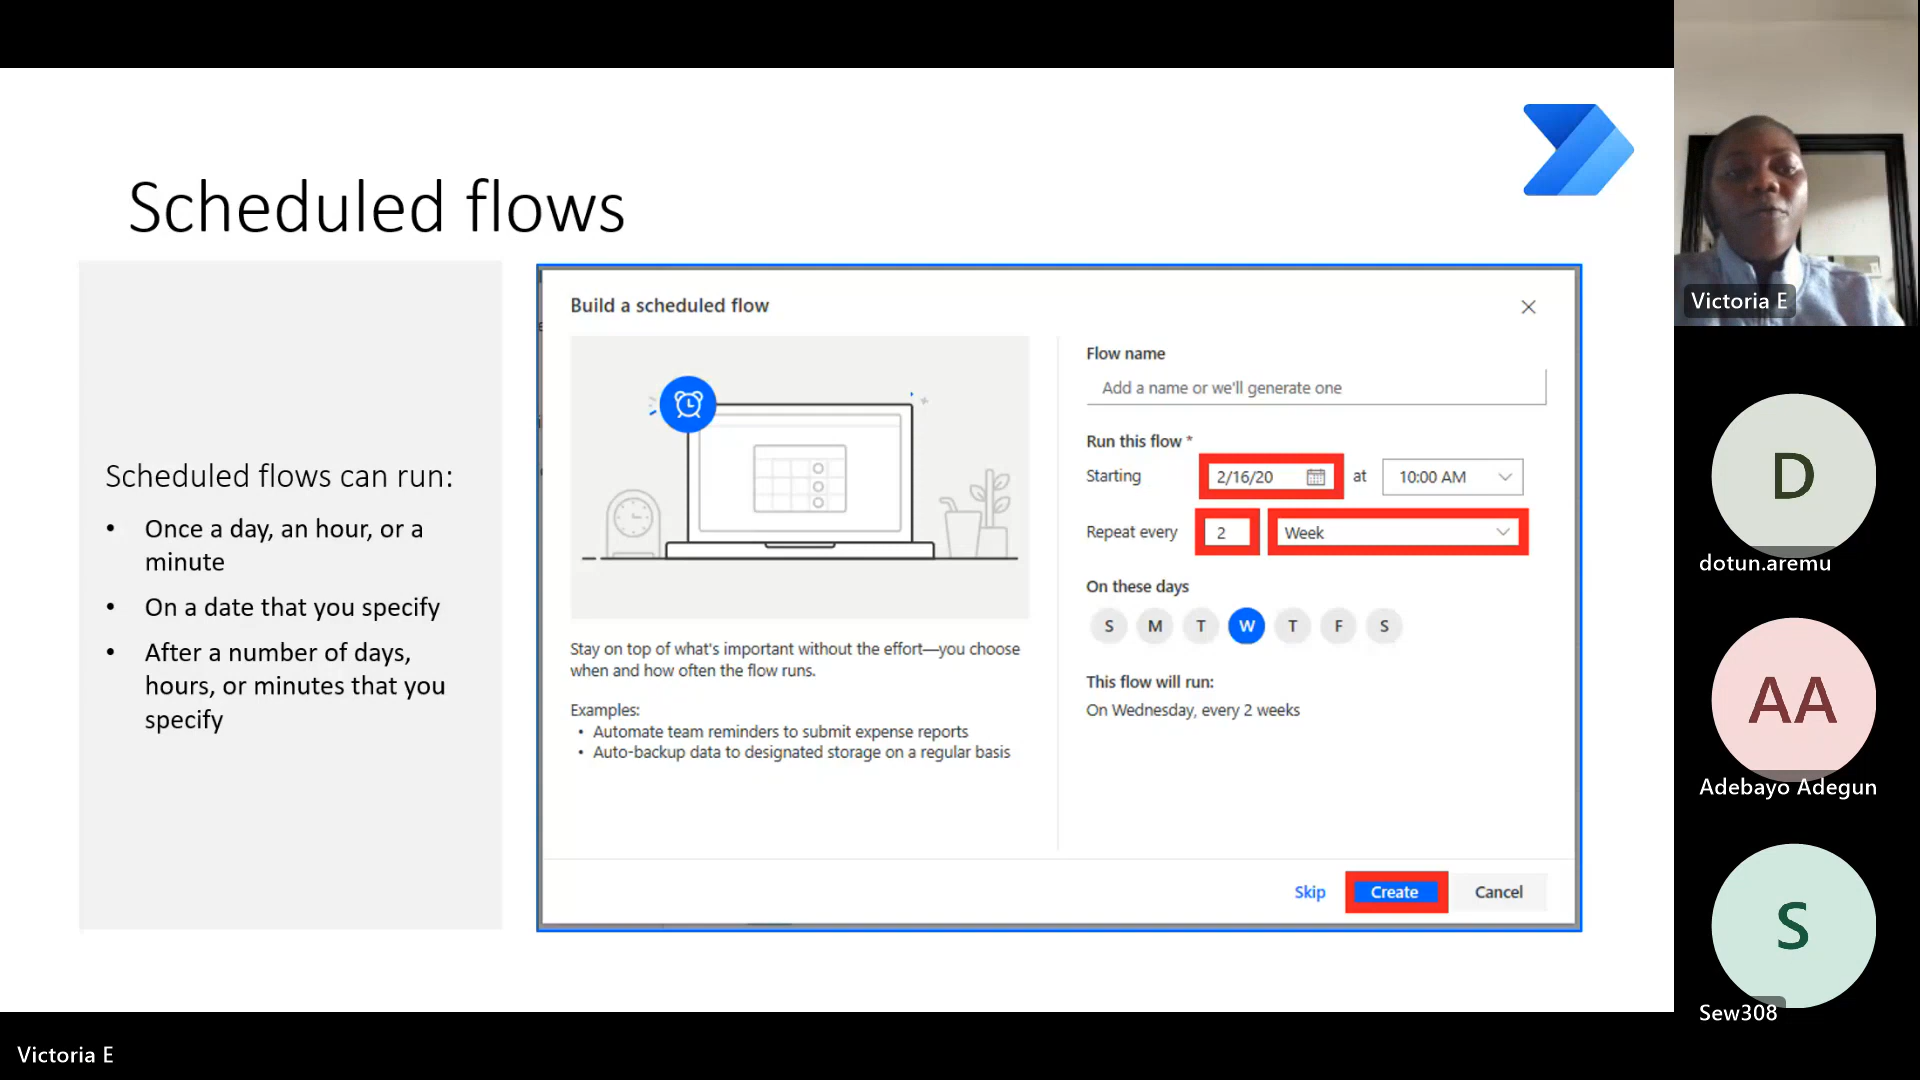 Scheduled flows
Scheduled flows can run:
• Once a day, an hour, or a
minute
• On a date that you specify
• After a number of days,
hours, or minutes that you
specify
Build a scheduled flow
Stay on top of what's important without the effort—you choose
when and how often the flow runs.
Examples:
• Automate team reminders to submit expense reports
• Auto-backup data to designated storage on a regular basis
Flow name
Add a name or we'll generate one
Run this flow *
Starting 2/16/20 at 10:00 AM
Repeat every 2 Week
On these days
S M T W T F S
This flow will run:
On Wednesday, every 2 weeks
Skip Create Cancel
Victoria E
D
dotun.aremu
AA
Adebayo Adegun
S
Sew308
Victoria E